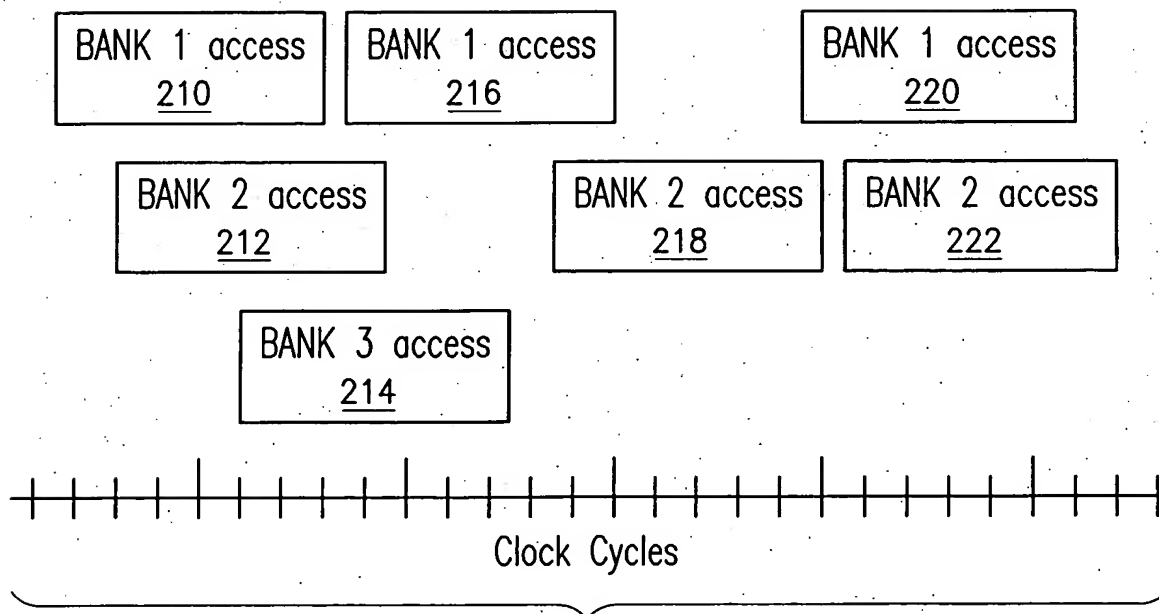 BANK 1 access
210
BANK 1 access
216
BANK 1 access
220
BANK 2 access
212
BANK 2 access
218
BANK 2 access
222
BANK 3 access
214
Clock Cycles